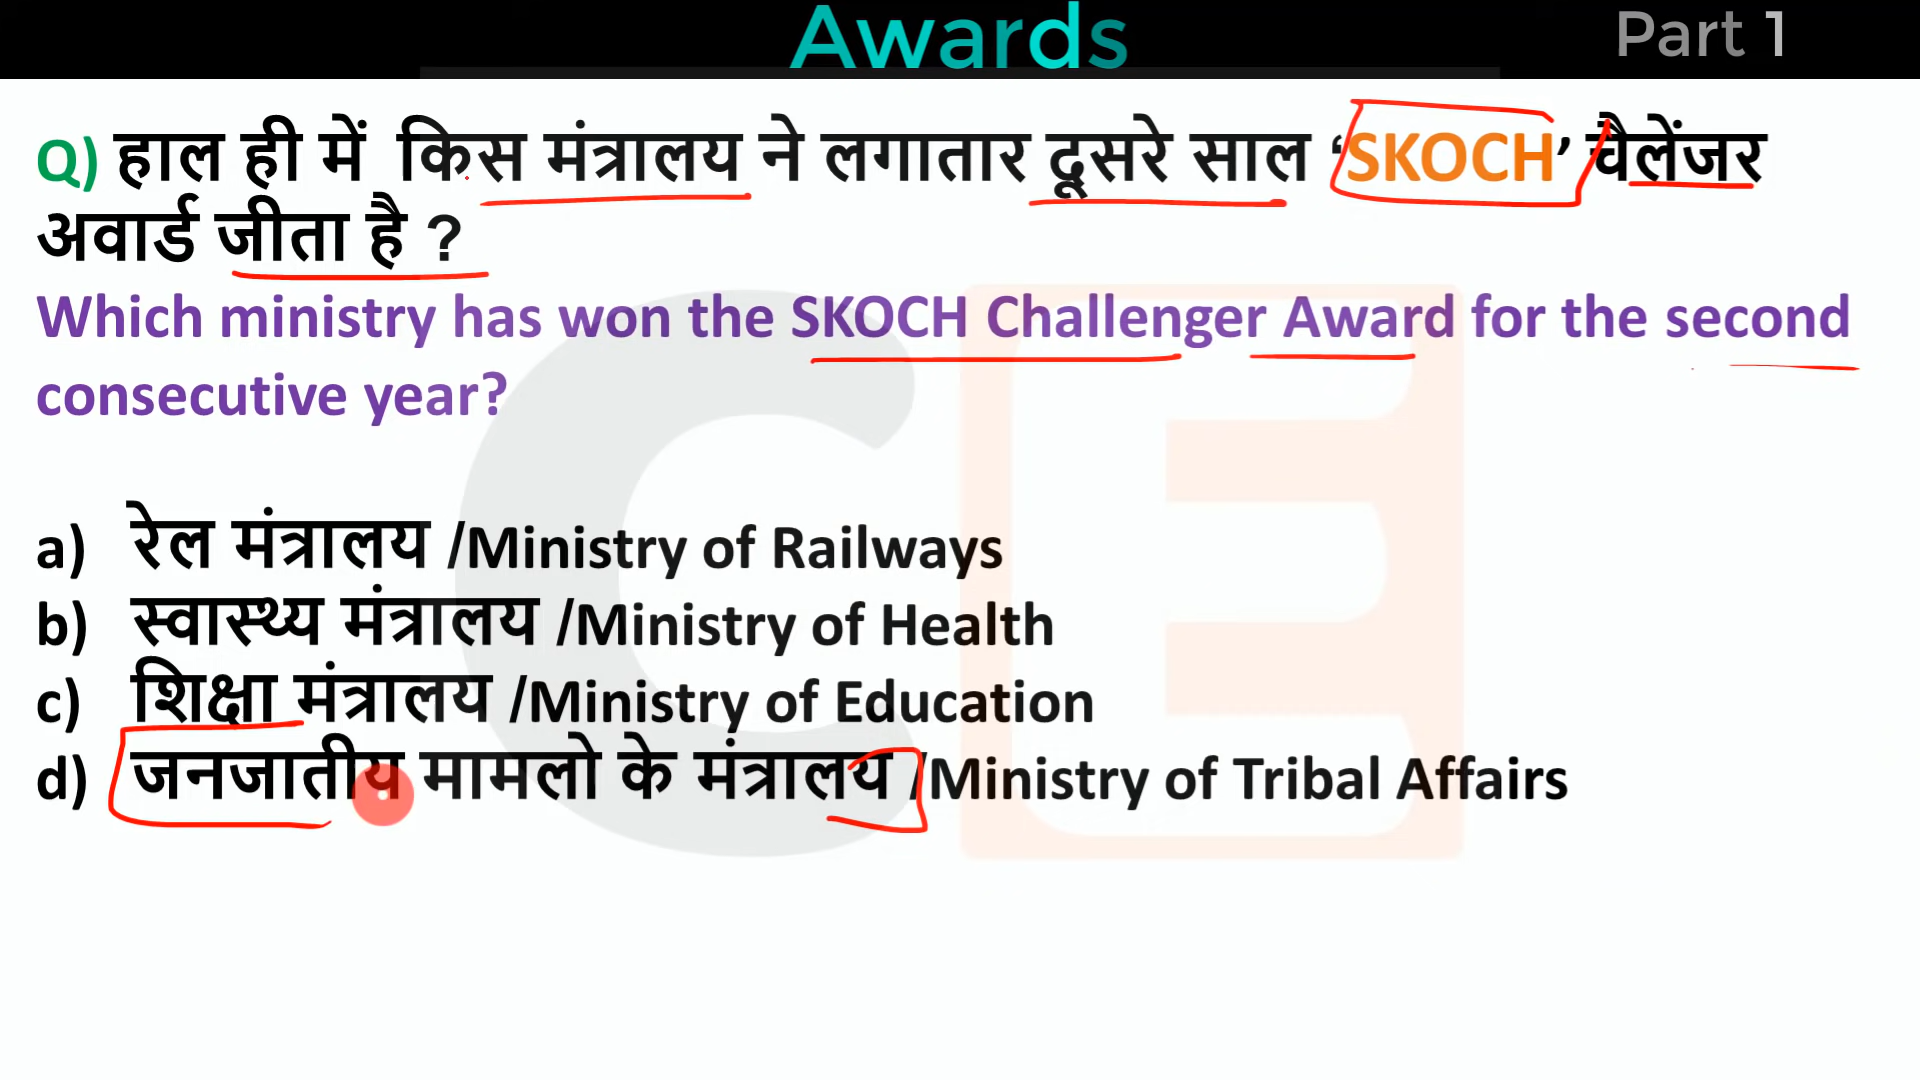 Awards
Part 1
Q) हाल ही में किस मंत्रालय ने लगातार दूसरे साल ‘SKOCH’ चैलेंजर
अवार्ड जीता है ?
Which ministry has won the SKOCH Challenger Award for the second
consecutive year?
a) रेल मंत्रालय /Ministry of Railways
b) स्वास्थ्य मंत्रालय /Ministry of Health
c) शिक्षा मंत्रालय /Ministry of Education
d) जनजातीय मामलो के मंत्रालय /Ministry of Tribal Affairs
CE